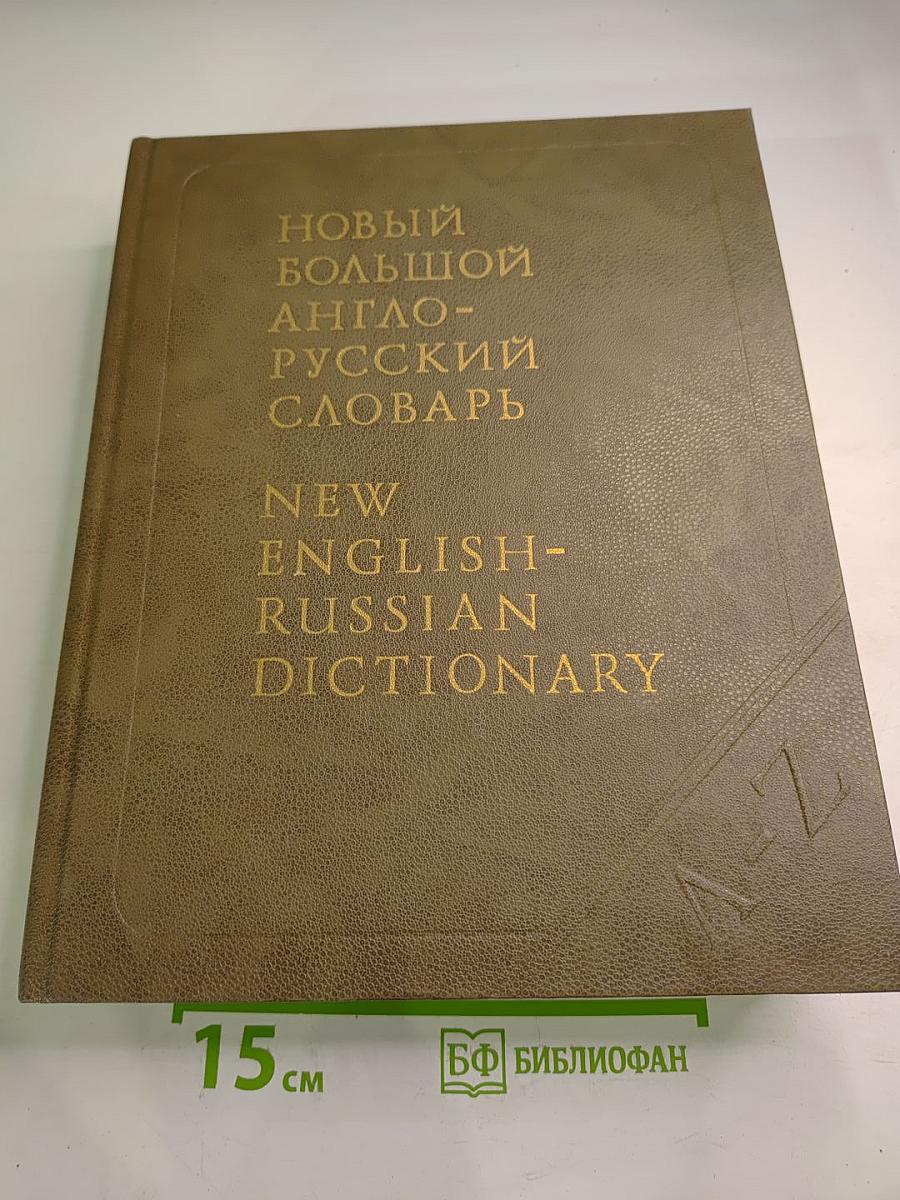 НОВЫЙ
БОЛЬШОЙ
АНГЛО-
РУССКИЙ
СЛОВАРЬ
NEW
ENGLISH-
RUSSIAN
DICTIONARY
A-Z
15 см
БФ БИБЛИОФАН